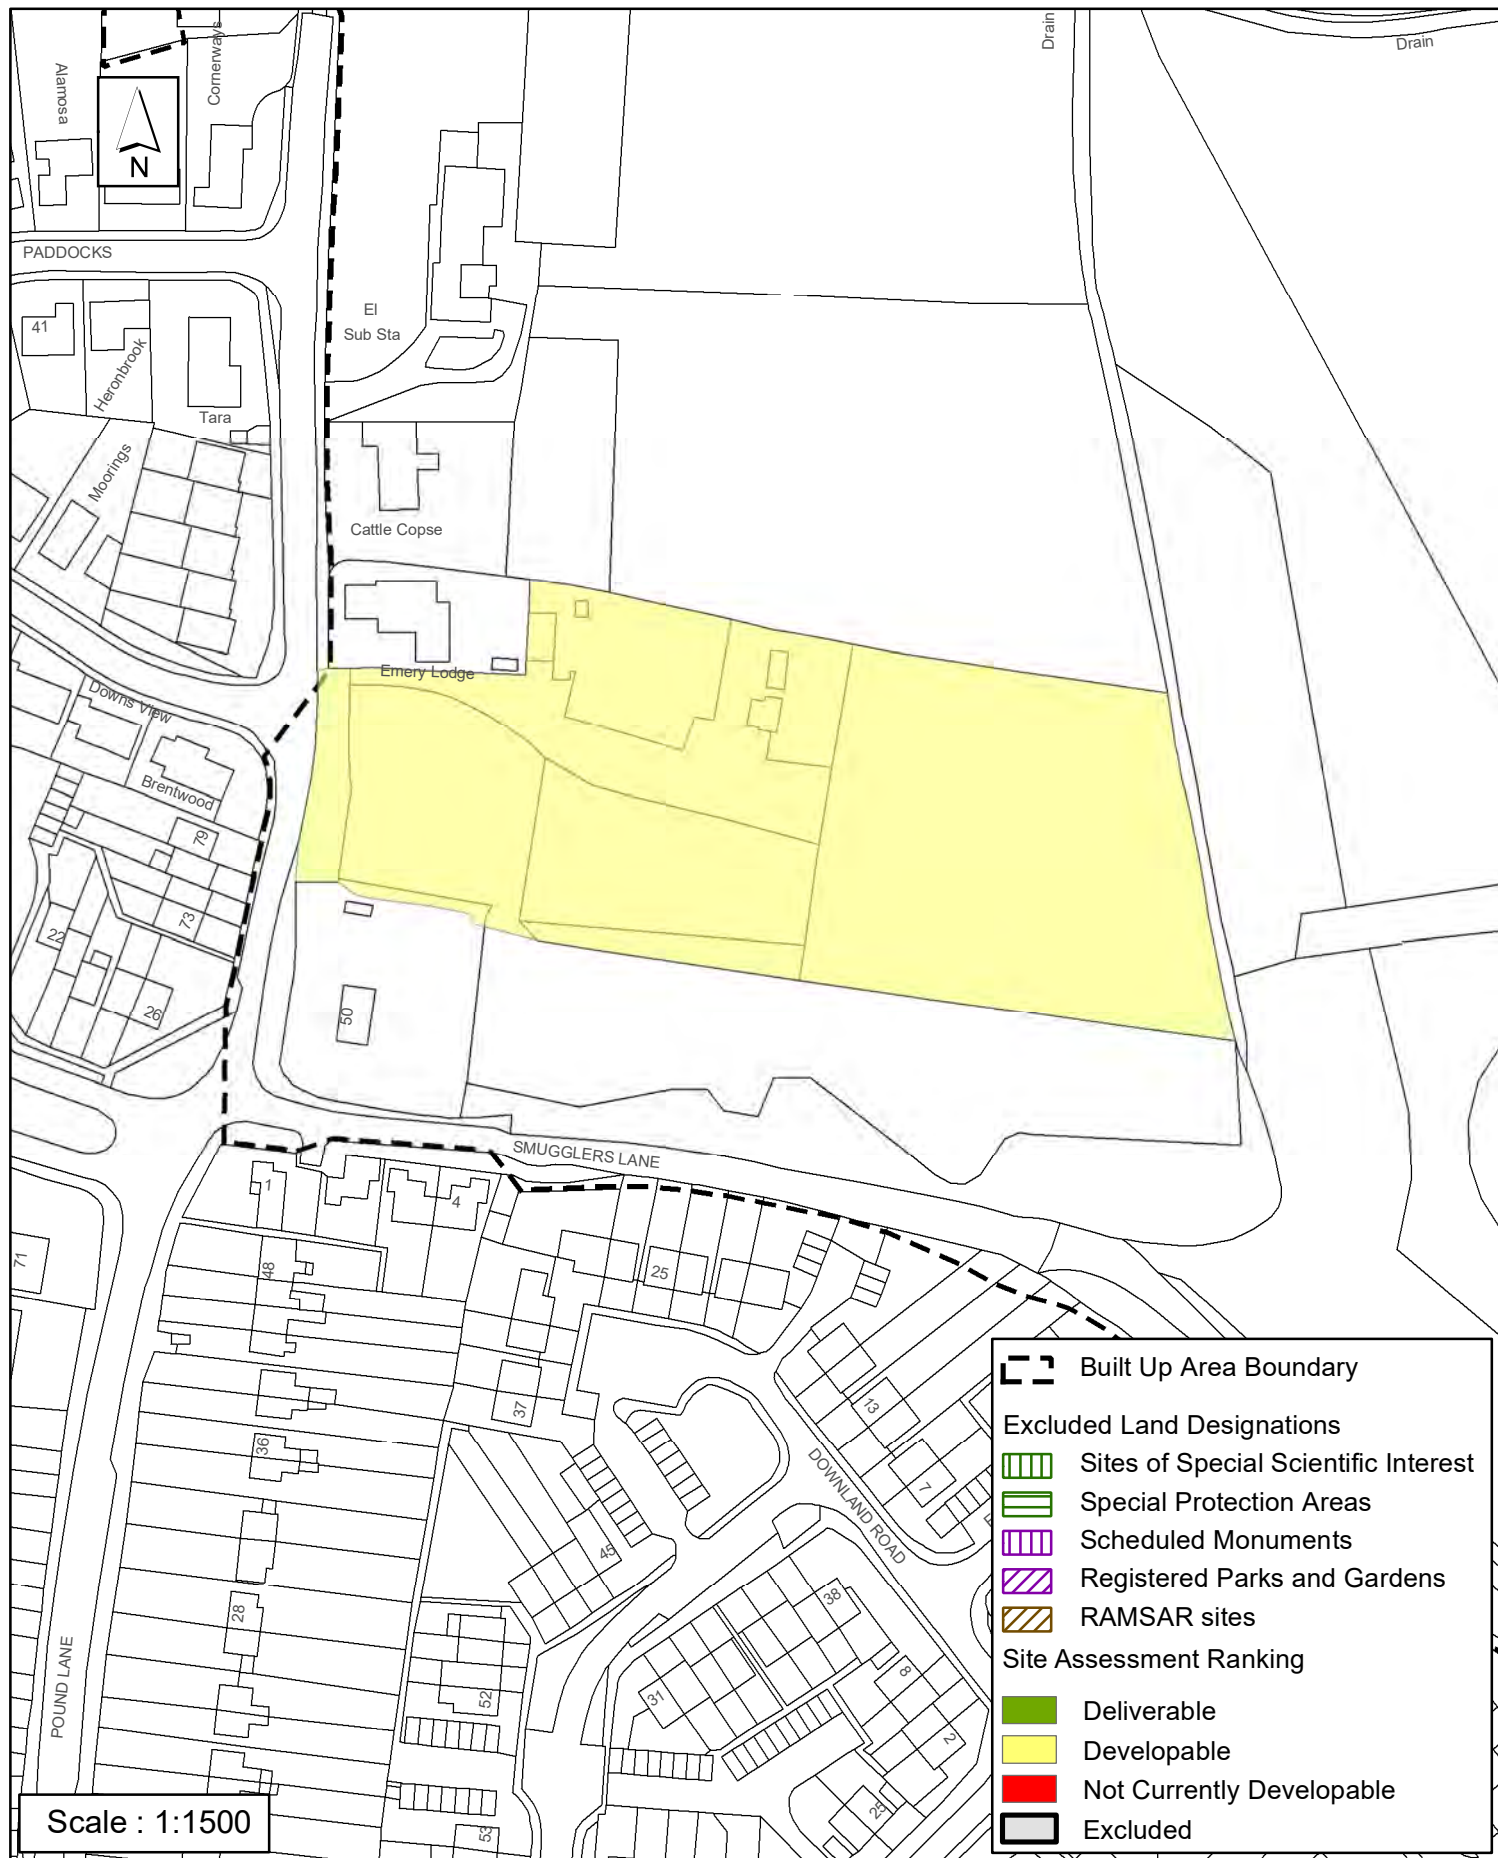 Drain
Drain
Alamosa
Cornerways
N
PADDOCKS
El
Sub Sta
41
Heronbrook
Tara
Moorings
Cattle Copse
Emery Lodge
Downs View
Brentwood
79
73
22
26
50
SMUGGLERS LANE
1
4
71
48
25
37
13
36
7
DOWNLAND ROAD
45
28
38
31
8
52
2
POUND LANE
25
53
Scale : 1:1500
Built Up Area Boundary
Excluded Land Designations
Sites of Special Scientific Interest
Special Protection Areas
Scheduled Monuments
Registered Parks and Gardens
RAMSAR sites
Site Assessment Ranking
Deliverable
Developable
Not Currently Developable
Excluded